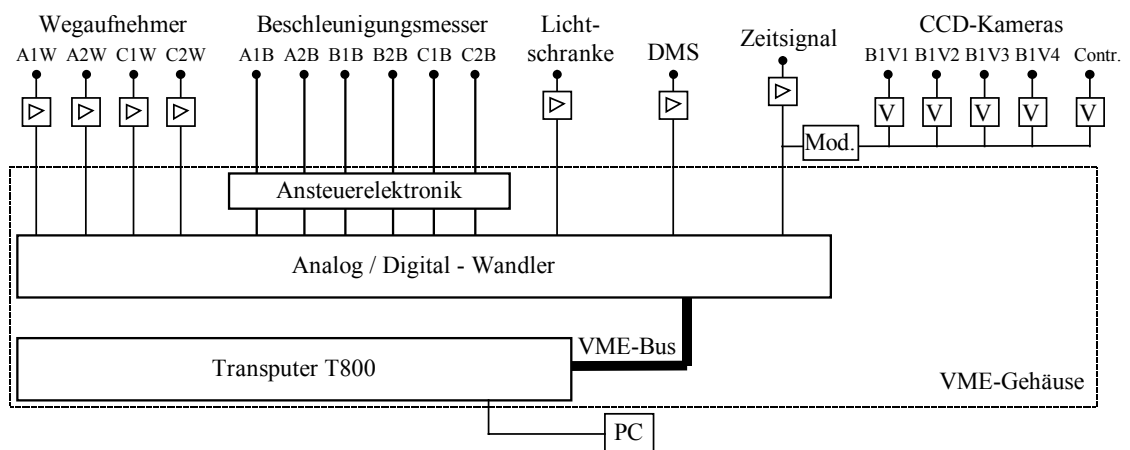 Wegaufnehmer Beschleunigungsmesser Licht- DMS Zeitsignal CCD-Kameras
schranke
A1W A2W C1W C2W A1B A2B B1B B2B C1B C2B B1V1 B1V2 B1V3 B1V4 Contr.
V V V V V
Mod.
Ansteuerelektronik
Analog / Digital - Wandler
VME-Bus
Transputer T800
VME-Gehäuse
PC